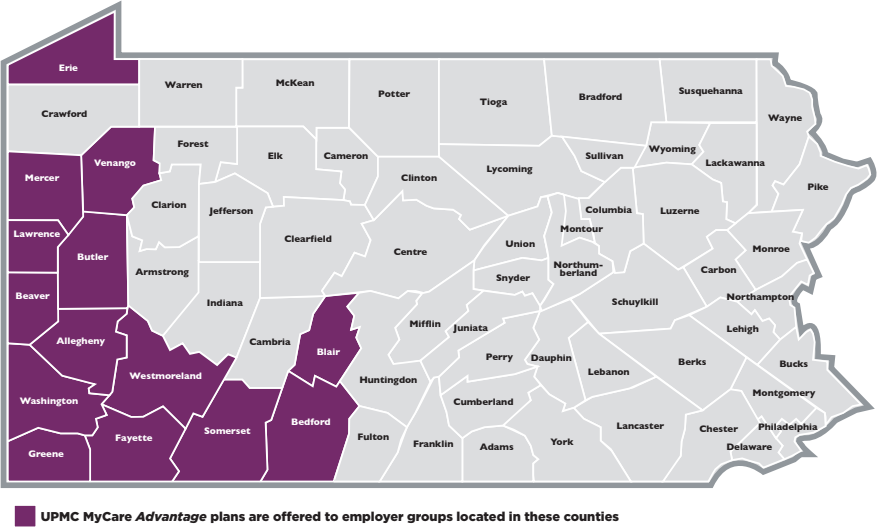 Erie
Warren
McKean
Potter
Tioga
Bradford
Susquehanna
Wayne
Crawford
Forest
Elk
Cameron
Clinton
Lycoming
Sullivan
Wyoming
Lackawanna
Pike
Mercer
Venango
Clarion
Jefferson
Clearfield
Centre
Union
Montour
Columbia
Luzerne
Monroe
Lawrence
Butler
Armstrong
Snyder
Northum-
berland
Carbon
Beaver
Indiana
Schuylkill
Northampton
Allegheny
Cambria
Blair
Mifflin
Juniata
Lehigh
Westmoreland
Huntingdon
Perry
Dauphin
Lebanon
Berks
Bucks
Washington
Cumberland
Montgomery
Greene
Fayette
Somerset
Bedford
Fulton
Franklin
Adams
York
Lancaster
Chester
Philadelphia
Delaware
UPMC MyCare Advantage plans are offered to employer groups located in these counties